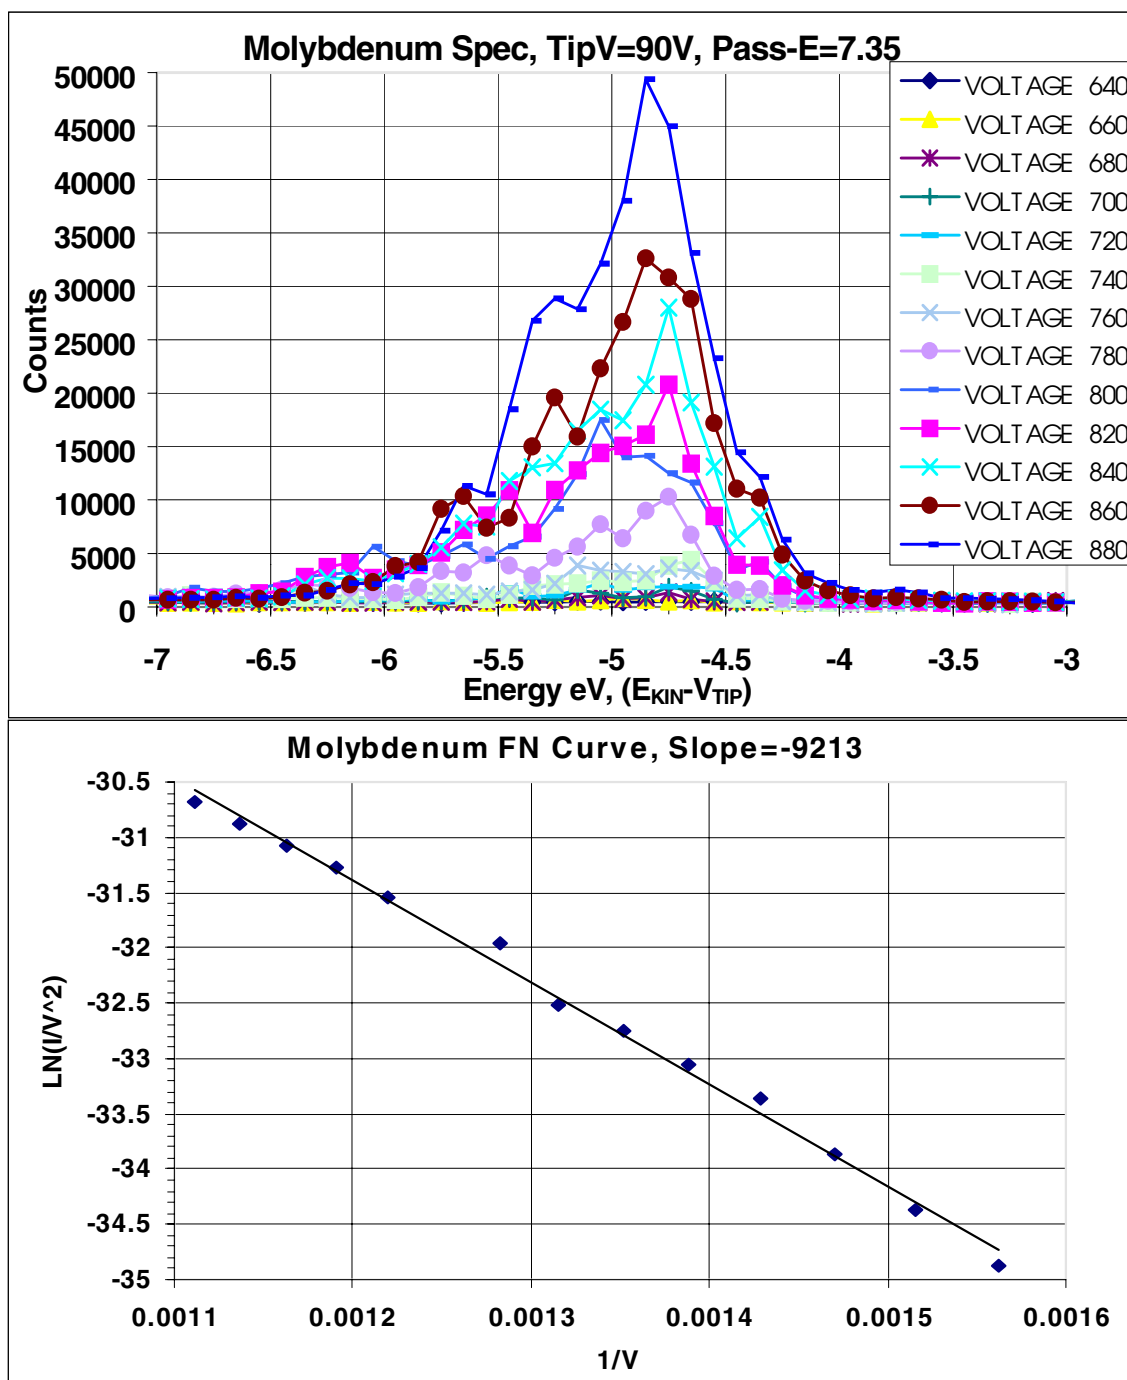 Molybdenum Spec, TipV=90V, Pass-E=7.35
50000
45000
40000
35000
30000
25000
20000
15000
10000
5000
0
Counts
-7 -6.5 -6 -5.5 -5 -4.5 -4 -3.5 -3
Energy eV, (EKIN-VTIP)
VOLTAGE 640
VOLTAGE 660
VOLTAGE 680
VOLTAGE 700
VOLTAGE 720
VOLTAGE 740
VOLTAGE 760
VOLTAGE 780
VOLTAGE 800
VOLTAGE 820
VOLTAGE 840
VOLTAGE 860
VOLTAGE 880
Molybdenum FN Curve, Slope=-9213
-30.5
-31
-31.5
-32
-32.5
-33
-33.5
-34
-34.5
-35
LN(I/V^2)
0.0011 0.0012 0.0013 0.0014 0.0015 0.0016
1/V